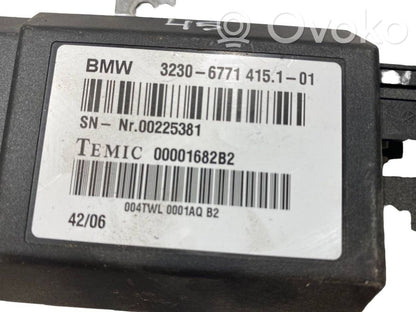 Ovoko
BMW 3230-6771 415.1-01
SN- Nr.00225381
TEMIC 00001682B2
004TWL 0001AQ B2
42/06